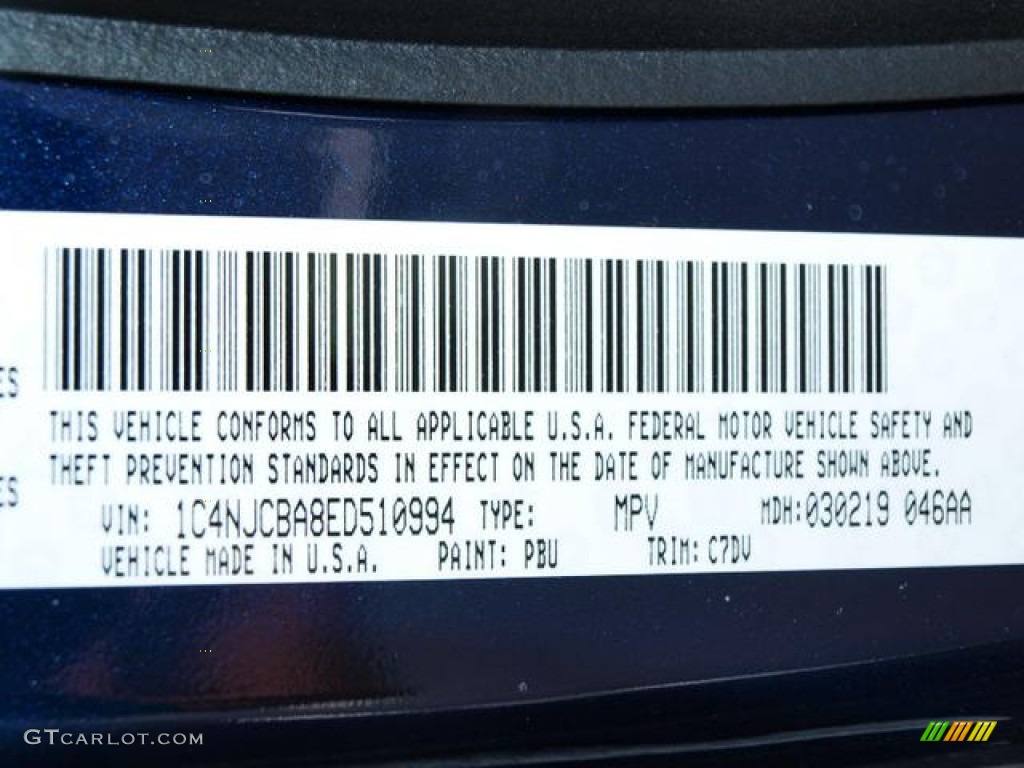 ES
ES
THIS VEHICLE CONFORMS TO ALL APPLICABLE U.S.A. FEDERAL MOTOR VEHICLE SAFETY AND
THEFT PREVENTION STANDARDS IN EFFECT ON THE DATE OF MANUFACTURE SHOWN ABOVE.
VIN: 1C4NJCBA8ED510994 TYPE: MPV MDH:030219 046AA
VEHICLE MADE IN U.S.A. PAINT: PBU TRIM: C7DV
GTCARLOT.COM